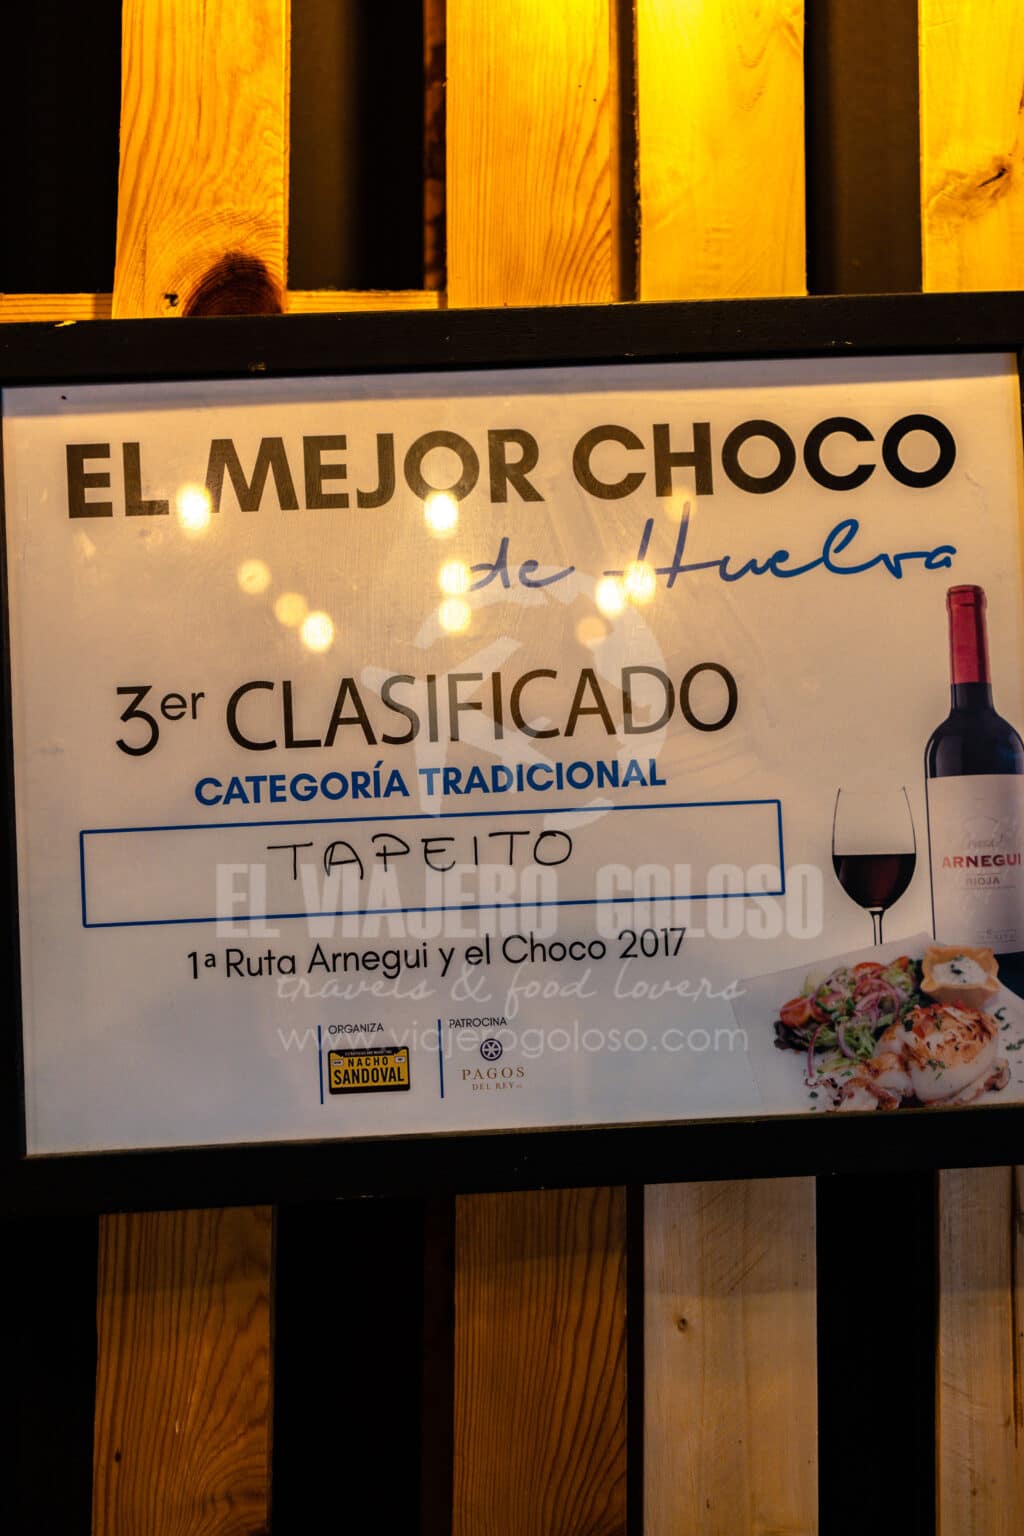 EL MEJOR CHOCO
de Huelva
3er CLASIFICADO
CATEGORÍA TRADICIONAL
TAPEITO
EL VIAJERO GOLOSO
1ª Ruta Arnegui y el Choco 2017
travels & food lovers
www.viajerogoloso.com
ORGANIZA
NACHO
SANDOVAL
PATROCINA
PAGOS
DEL REY
ARNEGUI
RIOJA